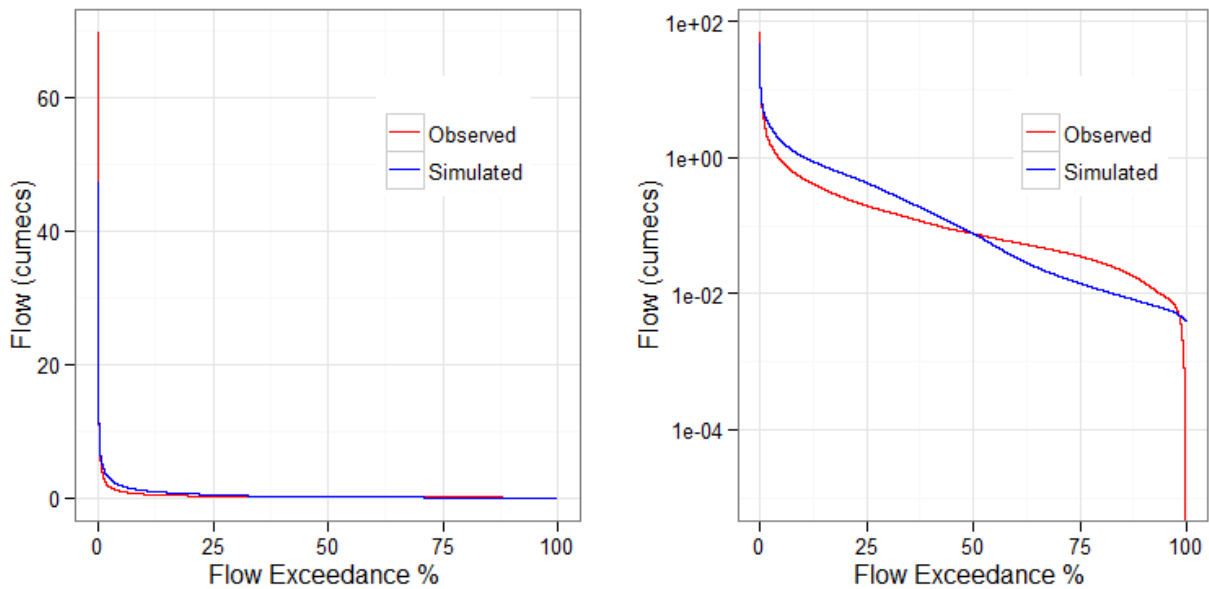 60
40
20
0
Flow (cumecs)
Observed
Simulated
0
25
50
75
100
Flow Exceedance %
1e+02
1e+00
1e-02
1e-04
Flow (cumecs)
Observed
Simulated
0
25
50
75
100
Flow Exceedance %